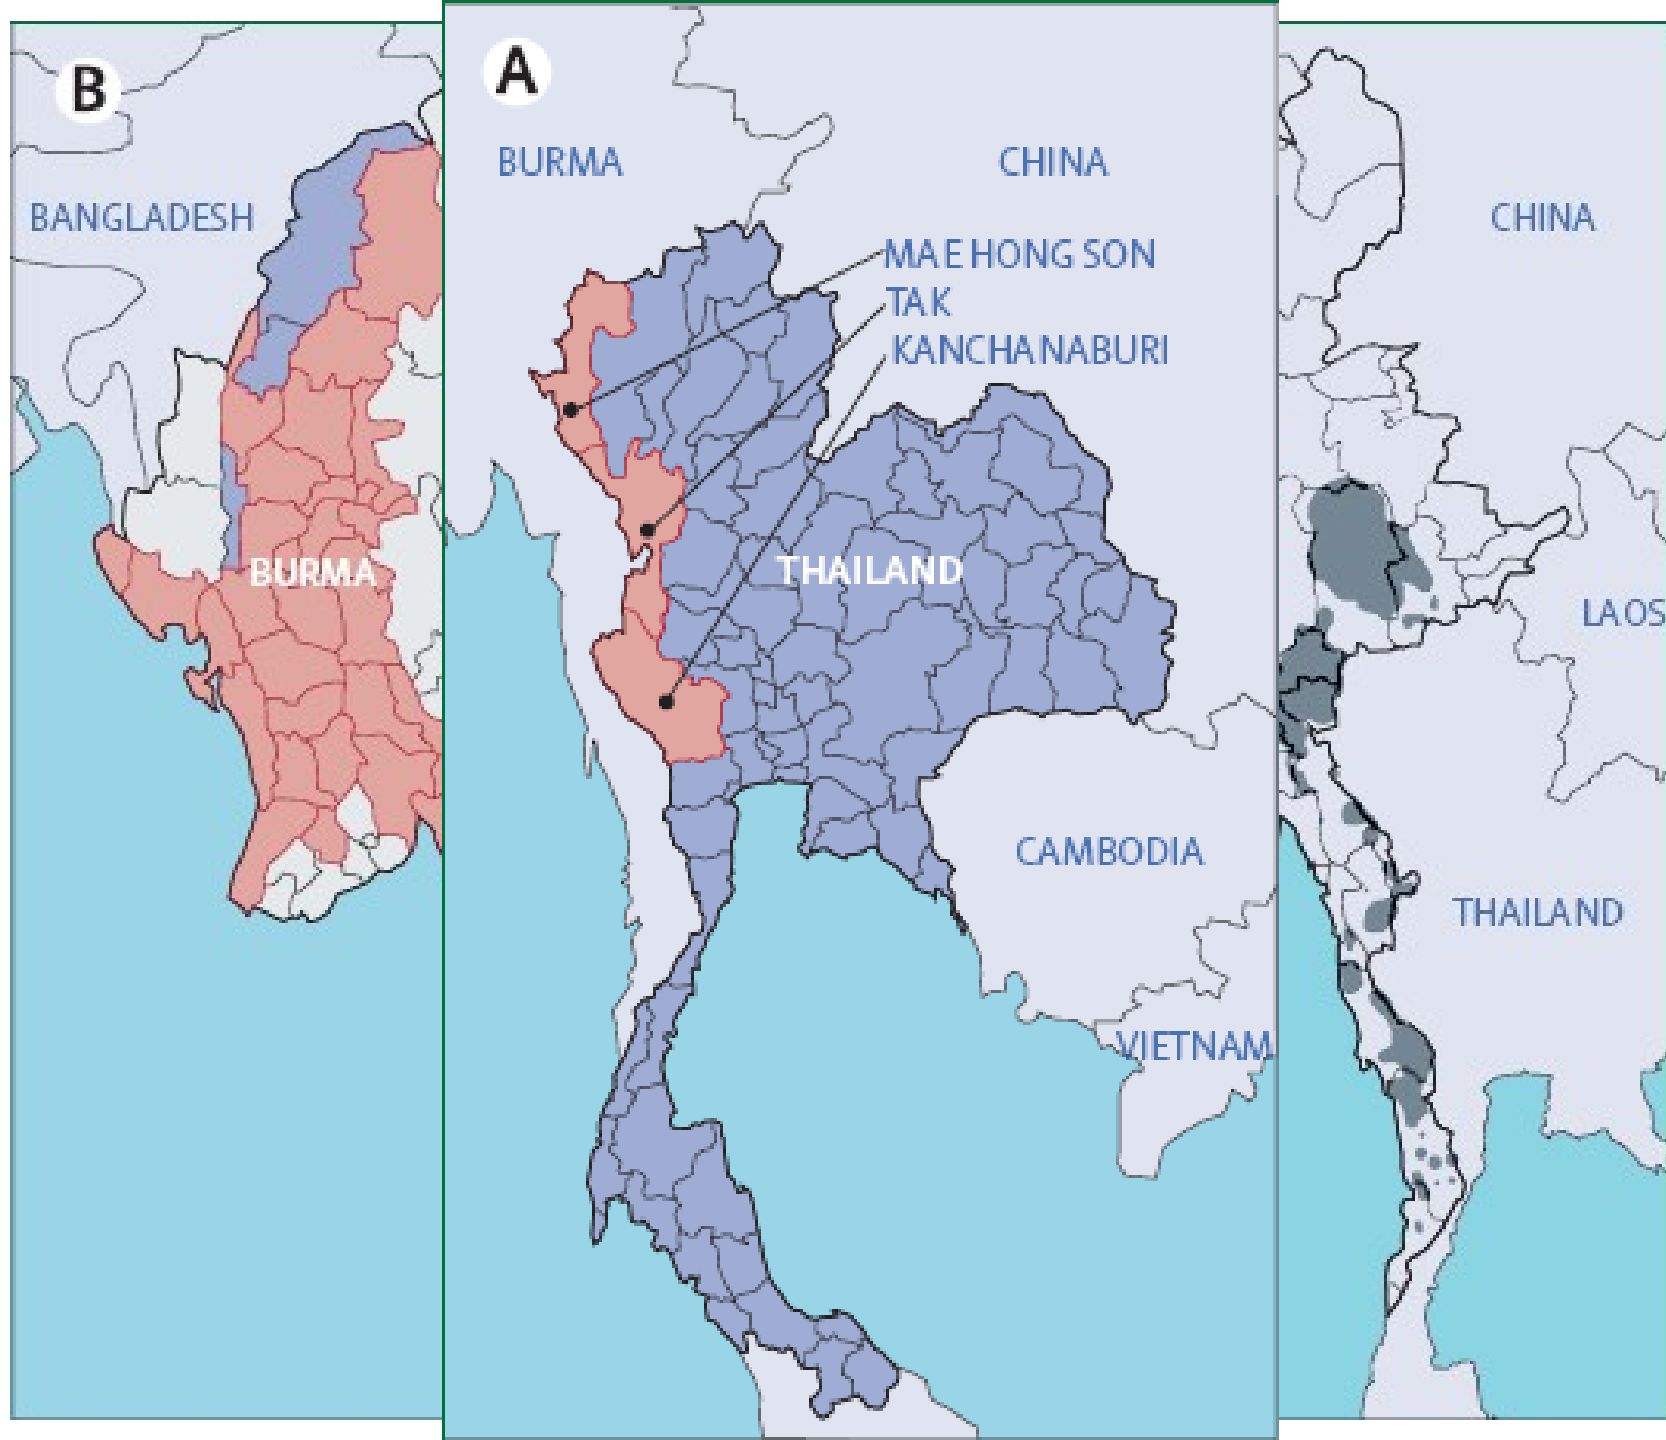 B
BANGLADESH
BURMA
A
BURMA
CHINA
MAE HONG SON
TAK
KANCHANABURI
THAILAND
CAMBODIA
VIETNAM
CHINA
LAOS
THAILAND